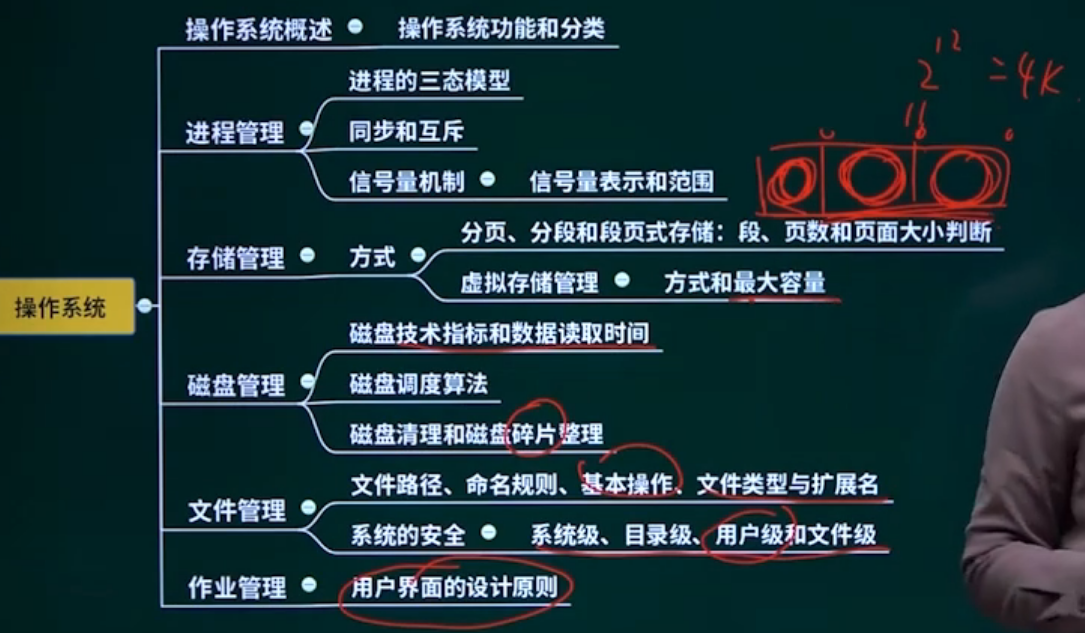 操作系统概述 操作系统功能和分类
2^12 = 4K
进程的三态模型
进程管理 同步和互斥
信号量机制 信号量表示和范围
分页、分段和段页式存储：段、页数和页面大小判断
存储管理 方式
虚拟存储管理 方式和最大容量
操作系统
磁盘技术指标和数据读取时间
磁盘管理 磁盘调度算法
磁盘清理和磁盘碎片整理
文件路径、命名规则、基本操作、文件类型与扩展名
文件管理
系统的安全 系统级、目录级、用户级和文件级
作业管理 用户界面的设计原则